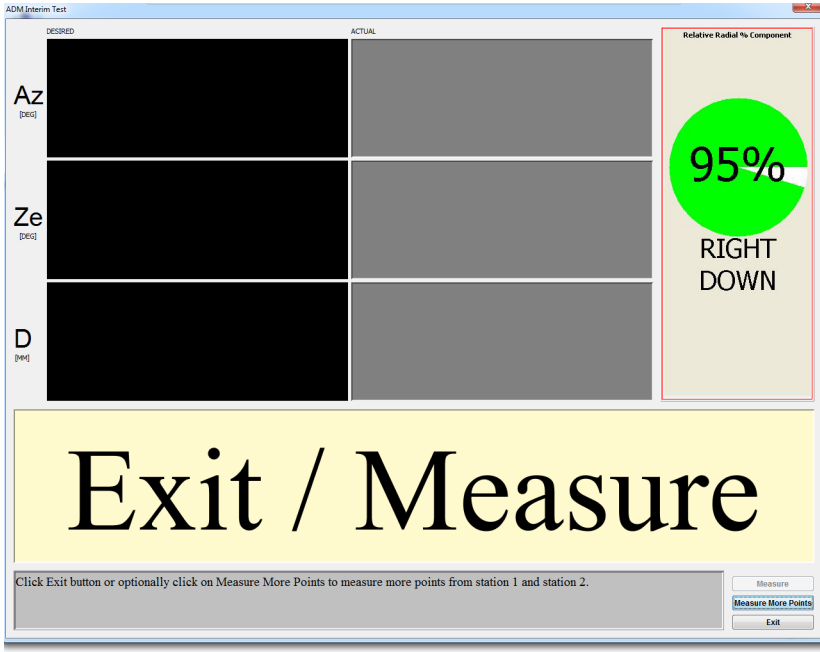 ADM Interim Test
X
DESIRED
ACTUAL
Relative Radial % Component
Az
[DEG]
95%
Ze
[DEG]
RIGHT
DOWN
D
[MM]
Exit / Measure
Click Exit button or optionally click on Measure More Points to measure more points from station 1 and station 2.
Measure
Measure More Points
Exit